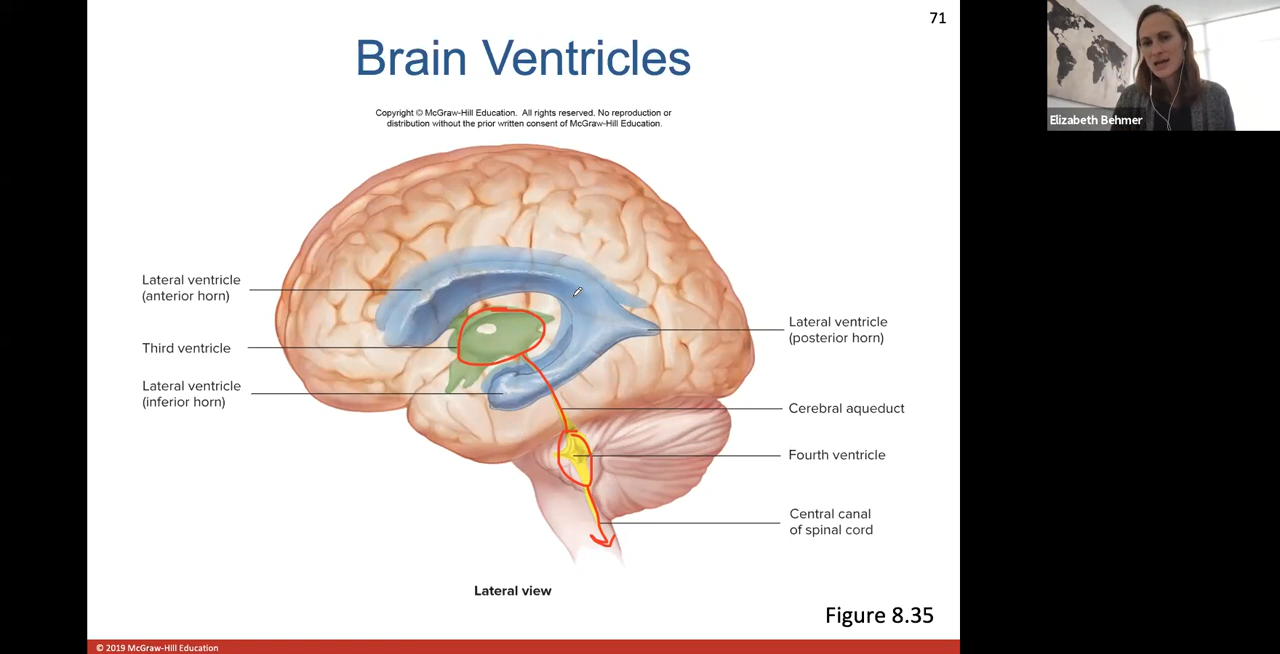 71
Brain Ventricles
Copyright © McGraw-Hill Education. All rights reserved. No reproduction or
distribution without the prior written consent of McGraw-Hill Education.
Elizabeth Behmer
Lateral ventricle
(anterior horn)
Third ventricle
Lateral ventricle
(inferior horn)
Lateral ventricle
(posterior horn)
Cerebral aqueduct
Fourth ventricle
Central canal
of spinal cord
Lateral view
Figure 8.35
© 2019 McGraw-Hill Education